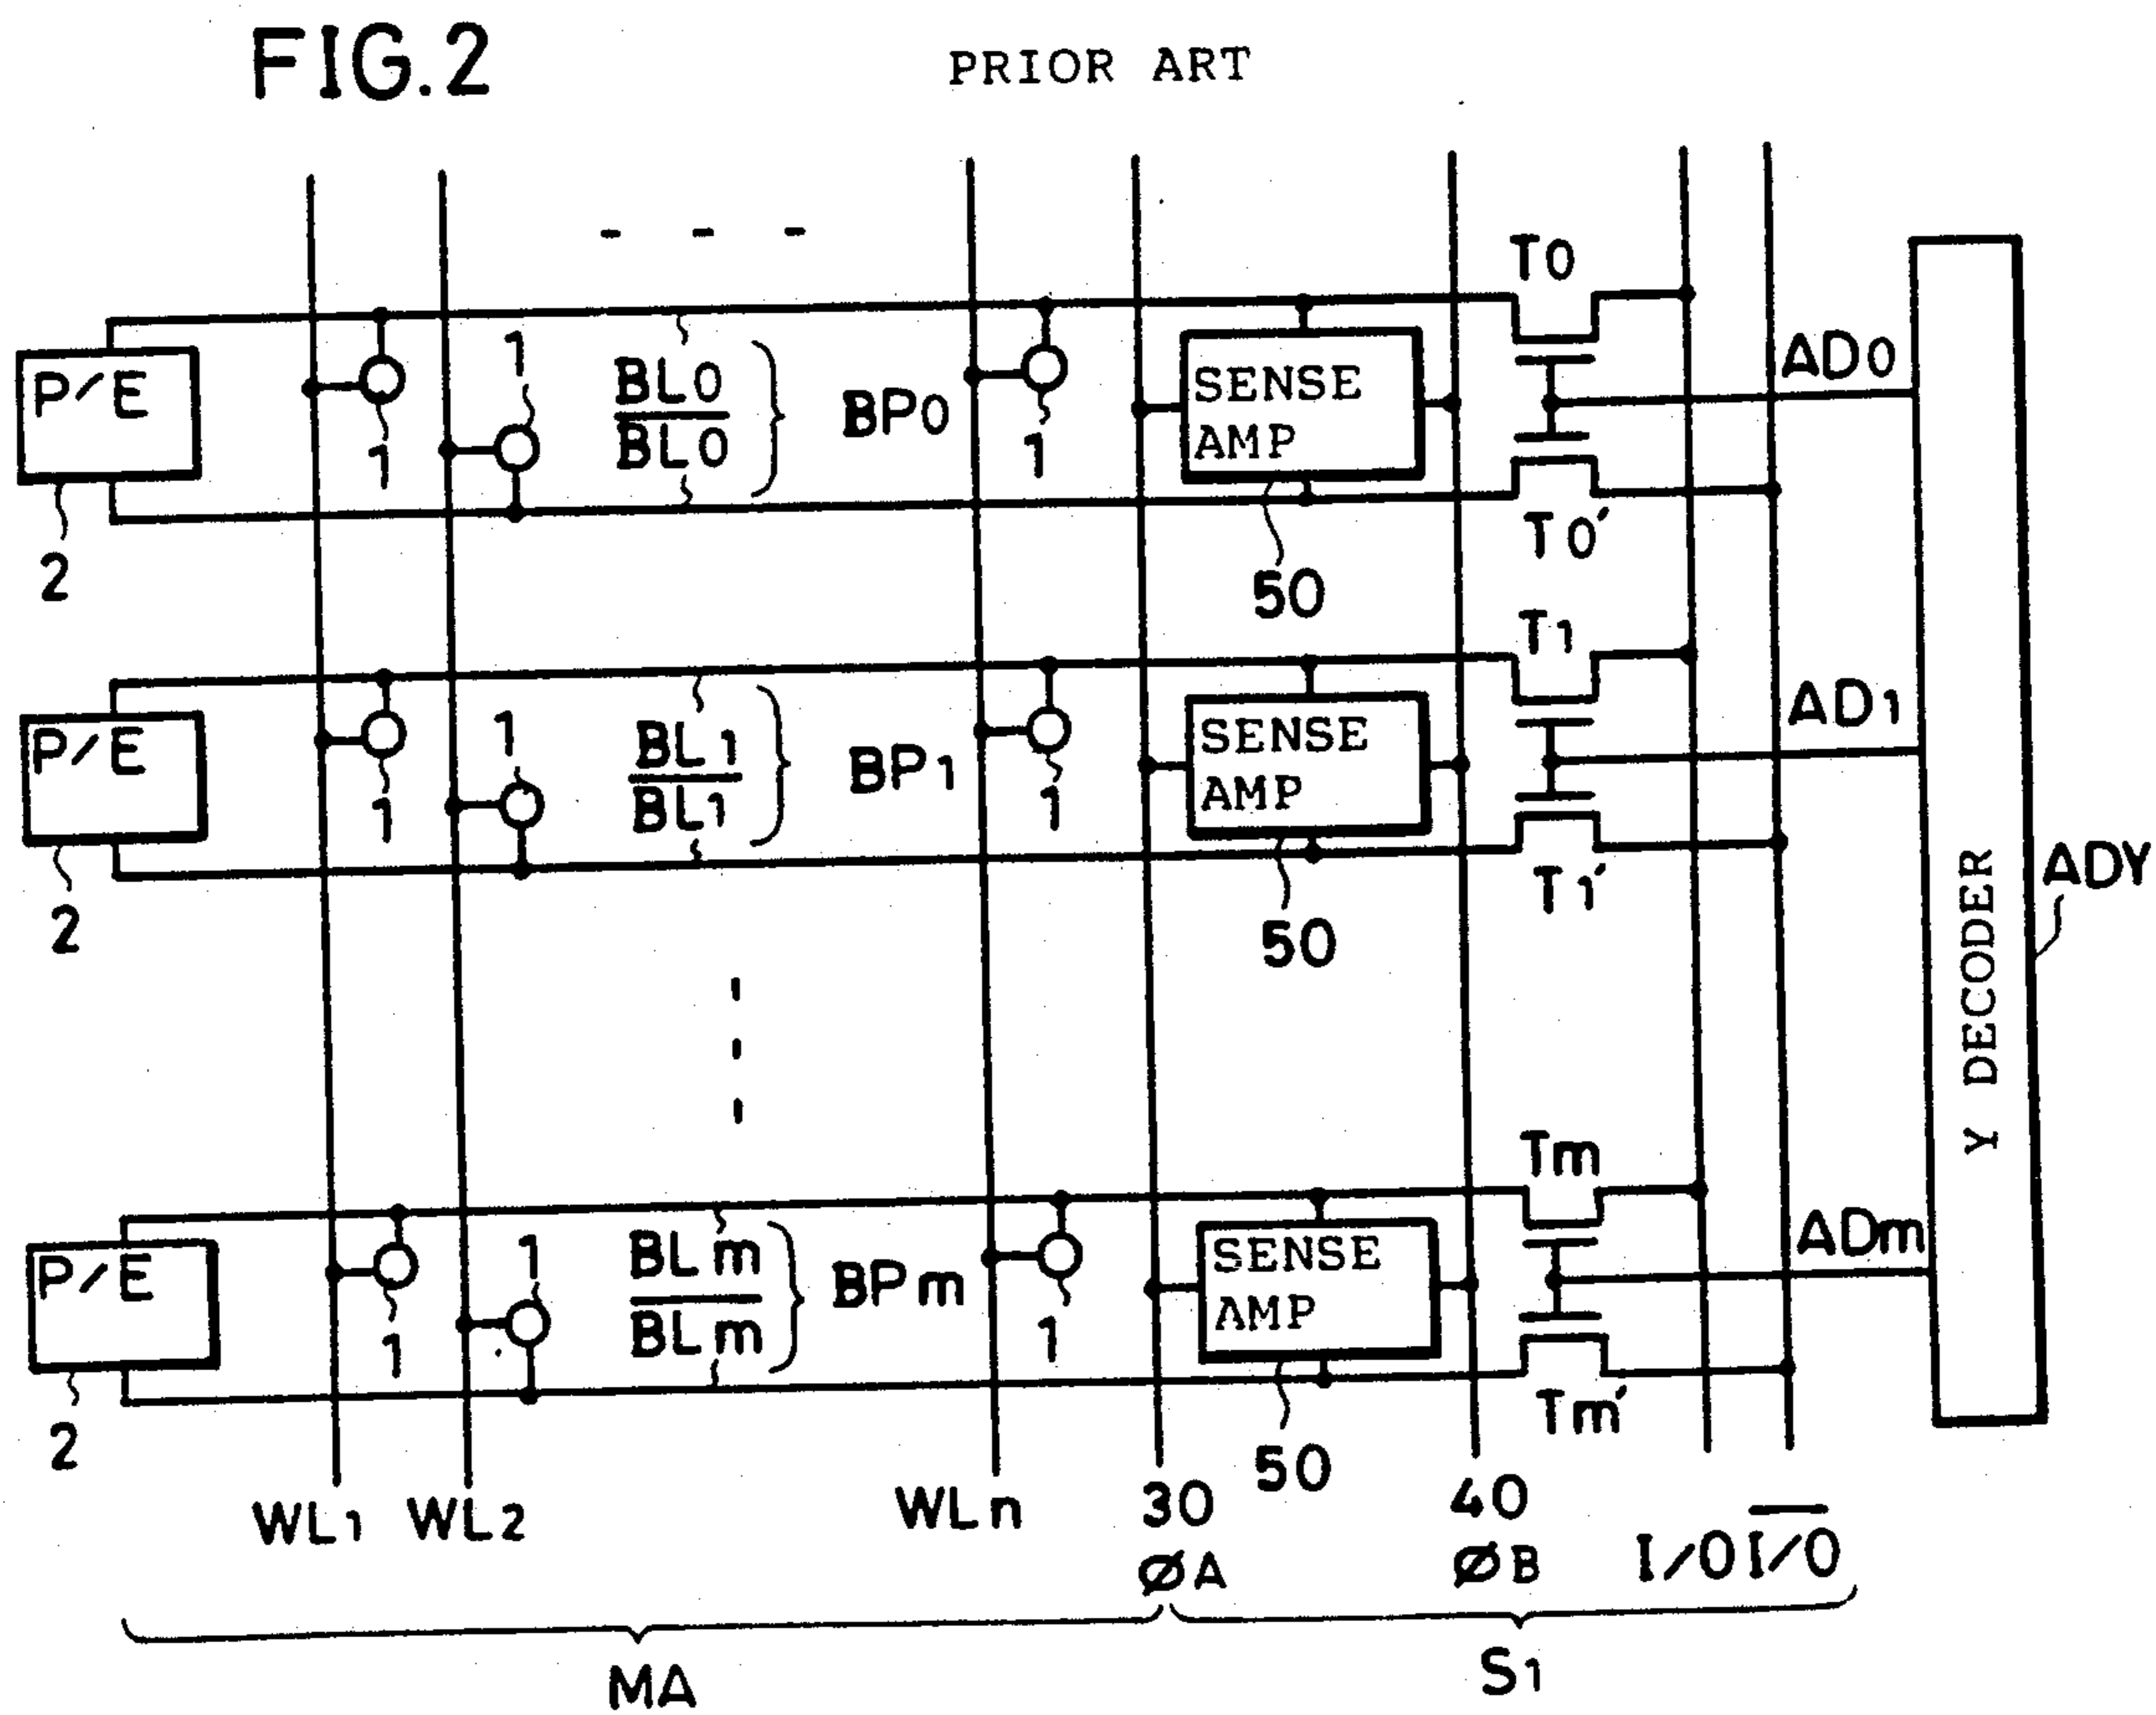 FIG.2
PRIOR ART
T0
P/E
1
1
BL0
BL0
BP0
1
SENSE
AMP
AD0
2
50
T0′
T1
P/E
1
1
BL1
BL1
BP1
1
SENSE
AMP
AD1
2
50
T1′
Y DECODER
ADY
Tm
P/E
1
1
BLm
BLm
BPm
1
SENSE
AMP
ADm
2
50
Tm′
WL1
WL2
WLn
30
ØA
40
ØB
I/O
I/O
MA
S1